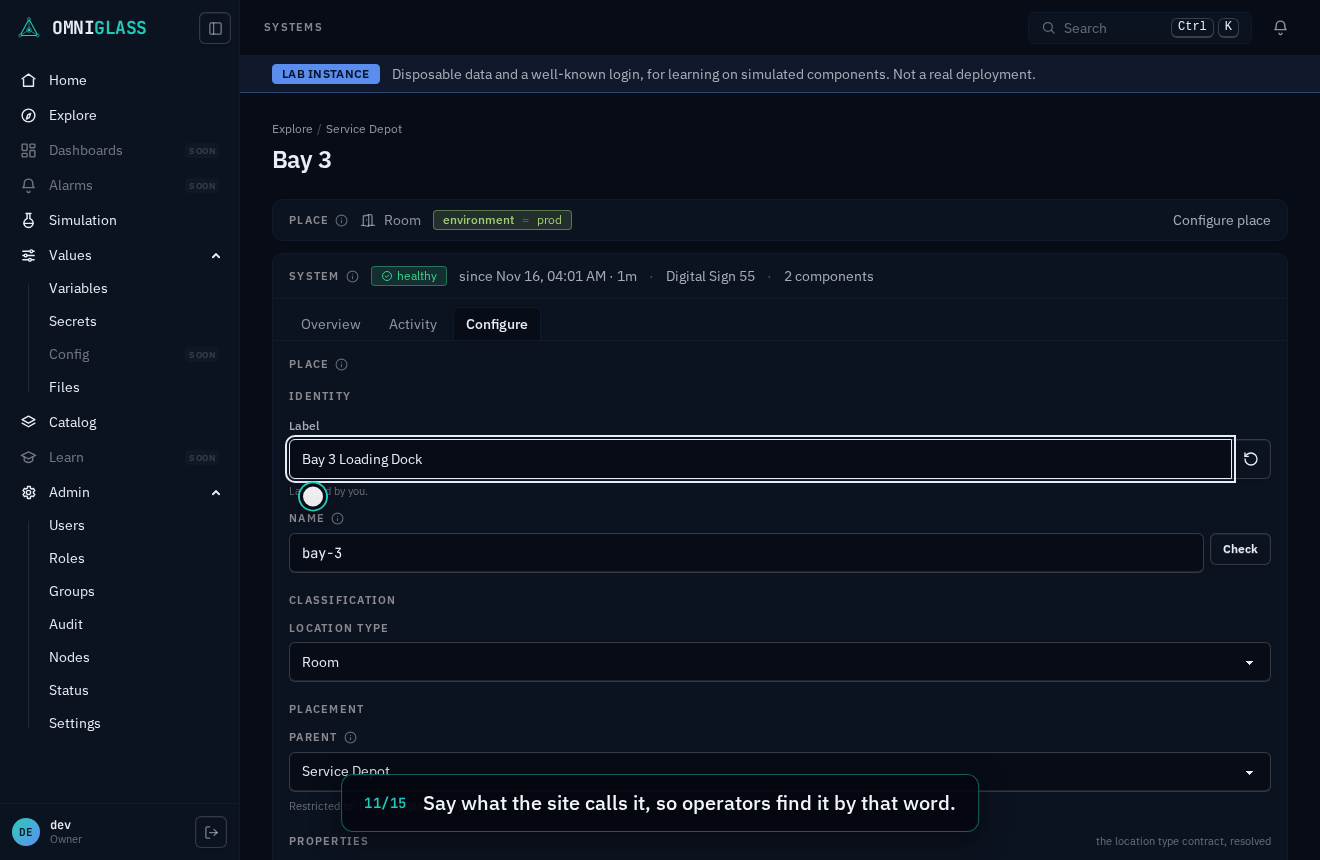 OMNIGLASS
SYSTEMS
Search
Ctrl
K
LAB INSTANCE
Disposable data and a well-known login, for learning on simulated components. Not a real deployment.
Home
Explore
Dashboards
SOON
Alarms
SOON
Simulation
Values
Variables
Secrets
Config
SOON
Files
Catalog
Learn
SOON
Admin
Users
Roles
Groups
Audit
Nodes
Status
Settings
DE
dev
Owner
Explore / Service Depot
Bay 3
PLACE
Room
environment = prod
Configure place
SYSTEM
healthy
since Nov 16, 04:01 AM · 1m · Digital Sign 55 · 2 components
Overview
Activity
Configure
PLACE
IDENTITY
Label
Bay 3 Loading Dock
by you.
NAME
bay-3
Check
CLASSIFICATION
LOCATION TYPE
Room
PLACEMENT
PARENT
Service Depot
Restricted
11/15 Say what the site calls it, so operators find it by that word.
PROPERTIES
the location type contract, resolved